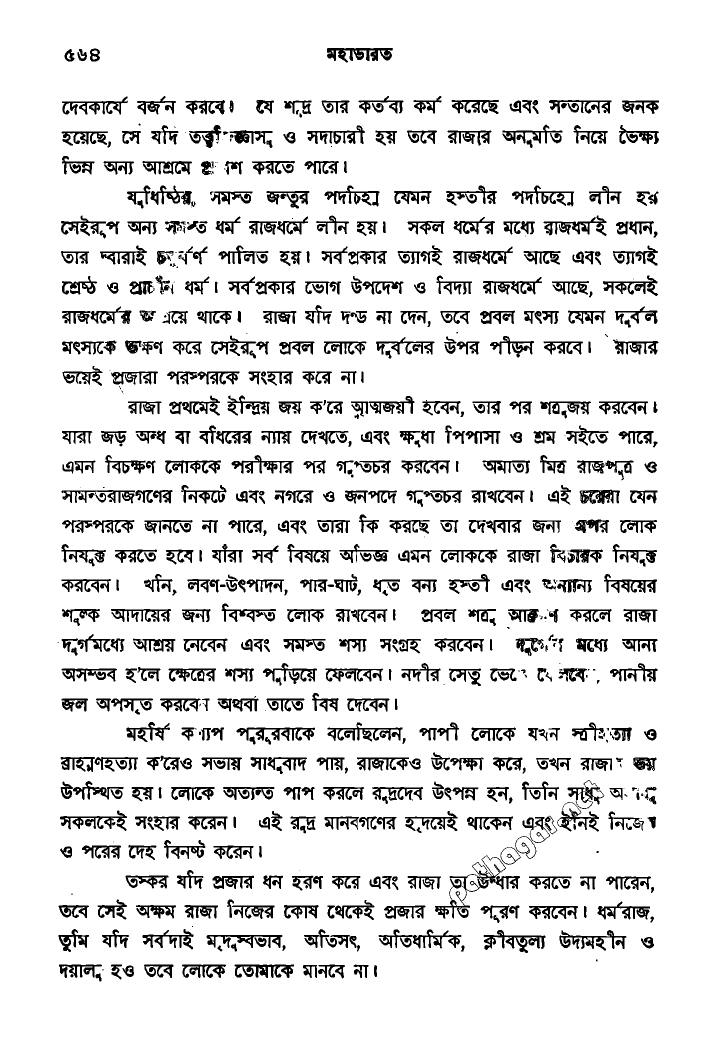 ৫৬৪ মহাভারত
দেবকার্যে বর্জন করবে। যে শূদ্র তার কর্তব্য কর্ম করেছে এবং সন্তানের জনক
হয়েছে, সে যদি তত্ত্বজিজ্ঞাসু ও সদাচারী হয় তবে রাজার অনুমতি নিয়ে ভৈক্ষ্য
ভিন্ন অন্য আশ্রমে প্রবেশ করতে পারে।
যুধিষ্ঠির, সমস্ত জন্তুর পদচিহ্ন যেমন হস্তীর পদচিহ্নে লীন হয়
সেইরূপ অন্য সমস্ত ধর্ম রাজধর্মে লীন হয়। সকল ধর্মের মধ্যে রাজধর্মই প্রধান,
তার দ্বারাই চতুর্বর্ণ পালিত হয়। সর্বপ্রকার ত্যাগই রাজধর্মে আছে এবং ত্যাগই
শ্রেষ্ঠ ও প্রাচীন ধর্ম। সর্বপ্রকার ভোগ উপদেশ ও বিদ্যা রাজধর্মে আছে, সকলেই
রাজধর্মের আশ্রয়ে থাকে। রাজা যদি দণ্ড না দেন, তবে প্রবল মৎস্য যেমন দুর্বল
মৎস্যকে ভক্ষণ করে সেইরূপ প্রবল লোকে দুর্বলের উপর পীড়ন করবে। রাজার
ভয়েই প্রজারা পরস্পরকে সংহার করে না।
রাজা প্রথমেই ইন্দ্রিয় জয় ক'রে আত্মজয়ী হবেন, তার পর শত্রুজয় করবেন।
যারা জড় অন্ধ বা বধিরের ন্যায় দেখতে, এবং ক্ষুধা পিপাসা ও শ্রম সইতে পারে,
এমন বিচক্ষণ লোককে পরীক্ষার পর গুপ্তচর করবেন। অমাত্য মিত্র রাজপুত্র ও
সামন্তরাজগণের নিকটে এবং নগরে ও জনপদে গুপ্তচর রাখবেন। এই চরেরা যেন
পরস্পরকে জানতে না পারে, এবং তারা কি করছে তা দেখবার জন্য অপর লোক
নিযুক্ত করতে হবে। যাঁরা সর্ব বিষয়ে অভিজ্ঞ এমন লোককে রাজা বিচারক নিযুক্ত
করবেন। খনি, লবণ-উৎপাদন, পার-ঘাট, ধৃত বন্য হস্তী এবং অন্যান্য বিষয়ের
শুল্ক আদায়ের জন্য বিশ্বস্ত লোক রাখবেন। প্রবল শত্রু আক্রমণ করলে রাজা
দুর্গমধ্যে আশ্রয় নেবেন এবং সমস্ত শস্য সংগ্রহ করবেন। দুর্গের মধ্যে আনা
অসম্ভব হ'লে ক্ষেত্রের শস্য পুড়িয়ে ফেলবেন। নদীর সেতু ভেঙে ফেলবেন, পানীয়
জল অপসৃত করবেন অথবা তাতে বিষ দেবেন।
মহর্ষি কশ্যপ পুরূরবাকে বলেছিলেন, পাপী লোকে যখন স্ত্রীহত্যা ও
ব্রাহ্মণহত্যা ক'রেও সভায় সাধুবাদ পায়, রাজাকেও উপেক্ষা করে, তখন রাজার ভয়
উপস্থিত হয়। লোকে অত্যন্ত পাপ করলে রুদ্রদেব উৎপন্ন হন, তিনি সাধু অসাধু
সকলকেই সংহার করেন। এই রুদ্র মানবগণের হৃদয়েই থাকেন এবং ইনিই নিজের
ও পরের দেহ বিনষ্ট করেন।
তস্কর যদি প্রজার ধন হরণ করে এবং রাজা তা উদ্ধার করতে না পারেন,
তবে সেই অক্ষম রাজা নিজের কোষ থেকেই প্রজার ক্ষতি পূরণ করবেন। ধর্মরাজ,
তুমি যদি সর্বদাই মৃদুস্বভাব, অতিসৎ, অতিধার্মিক, ক্লীবতুল্য উদ্যমহীন ও
দয়ালু হও তবে লোকে তোমাকে মানবে না।
pathagar.net